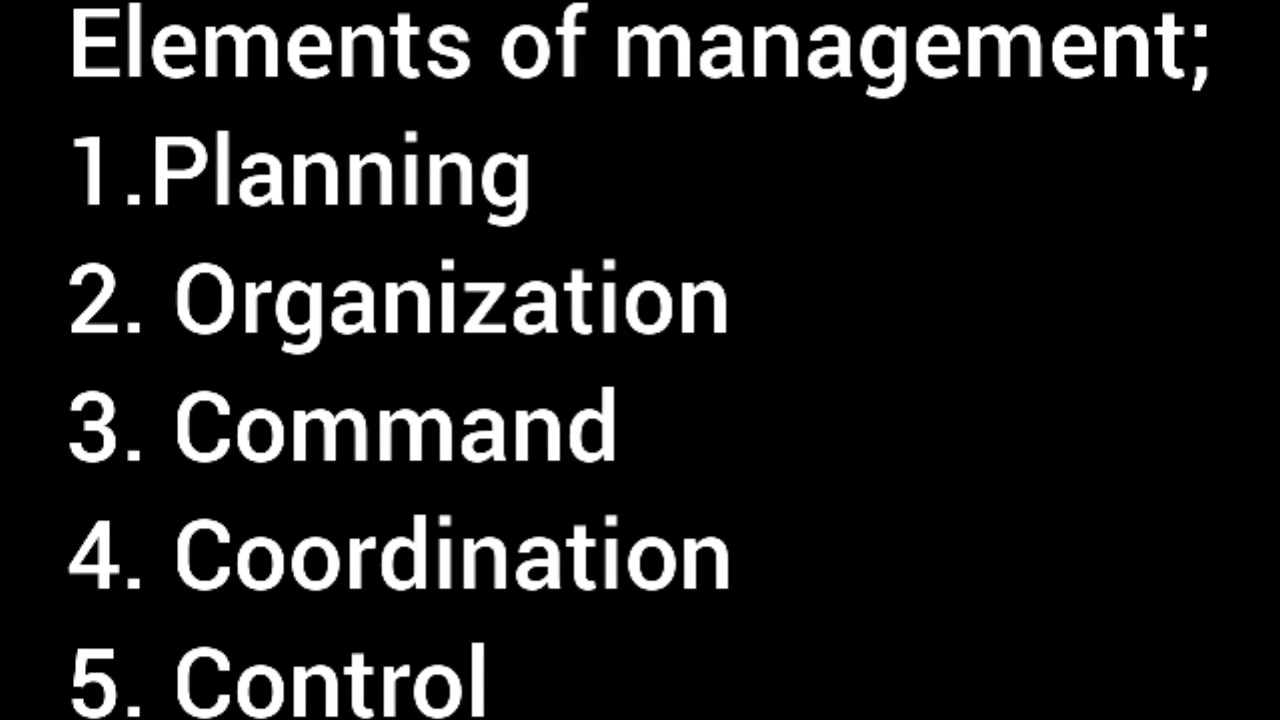 Elements of management;
1.Planning
2. Organization
3. Command
4. Coordination
5. Control